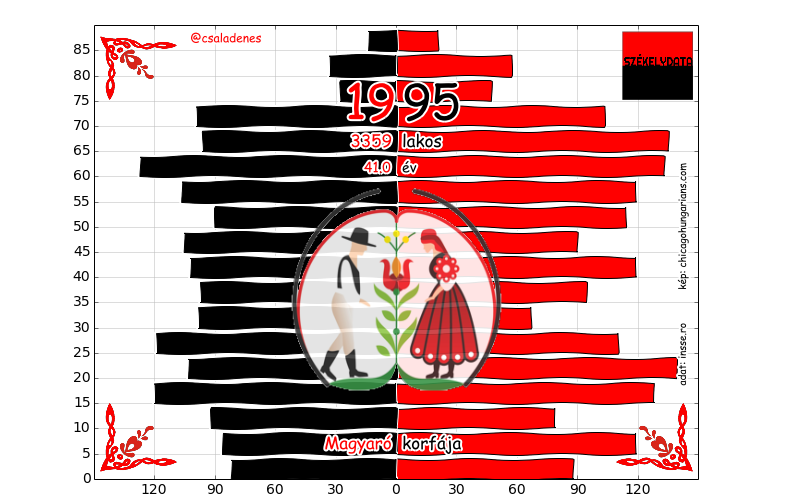 @csaladenes
SZÉKELYDATA
1995
3359 lakos
41,0 év
kép: chicagohungarians.com
adat: insse.ro
Magyaró korfája
85
80
75
70
65
60
55
50
45
40
35
30
25
20
15
10
5
0
120 90 60 30 0 30 60 90 120